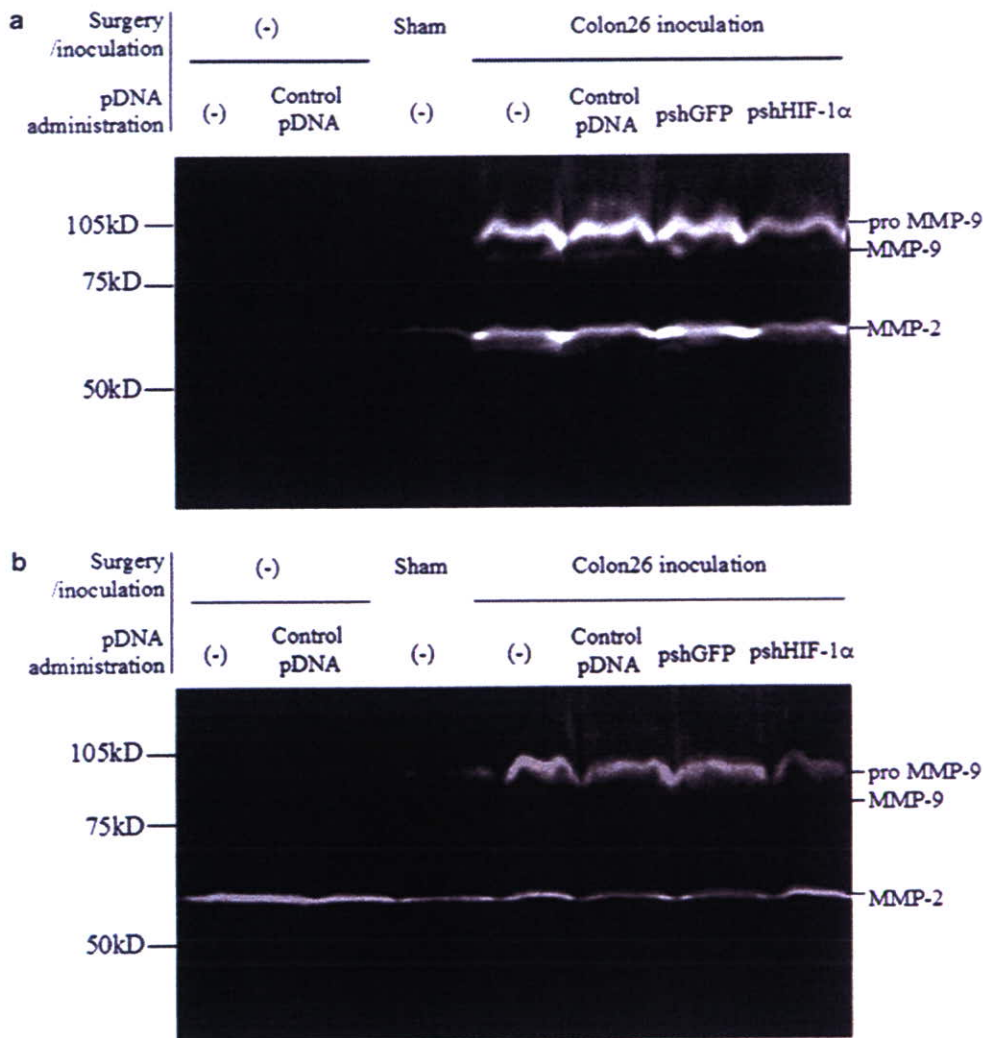 a
Surgery /inoculation
(-)
Sham
Colon26 inoculation
pDNA administration
(-)
Control pDNA
(-)
(-)
Control pDNA
pshGFP
pshHIF-1α
105kD
75kD
50kD
pro MMP-9
MMP-9
MMP-2
b
Surgery /inoculation
(-)
Sham
Colon26 inoculation
pDNA administration
(-)
Control pDNA
(-)
(-)
Control pDNA
pshGFP
pshHIF-1α
105kD
75kD
50kD
pro MMP-9
MMP-9
MMP-2